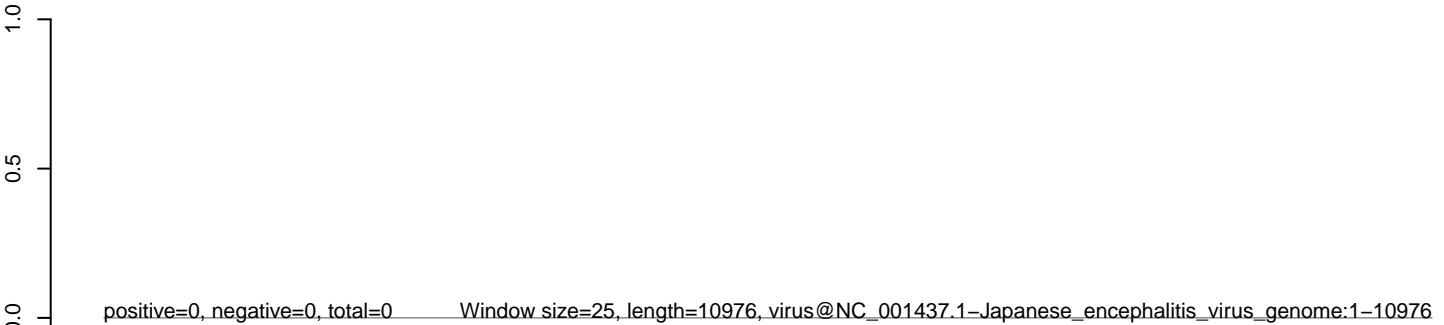 1.0
0.5
0.0
positive=0, negative=0, total=0 Window size=25, length=10976, virus@NC_001437.1−Japanese_encephalitis_virus_genome:1−10976